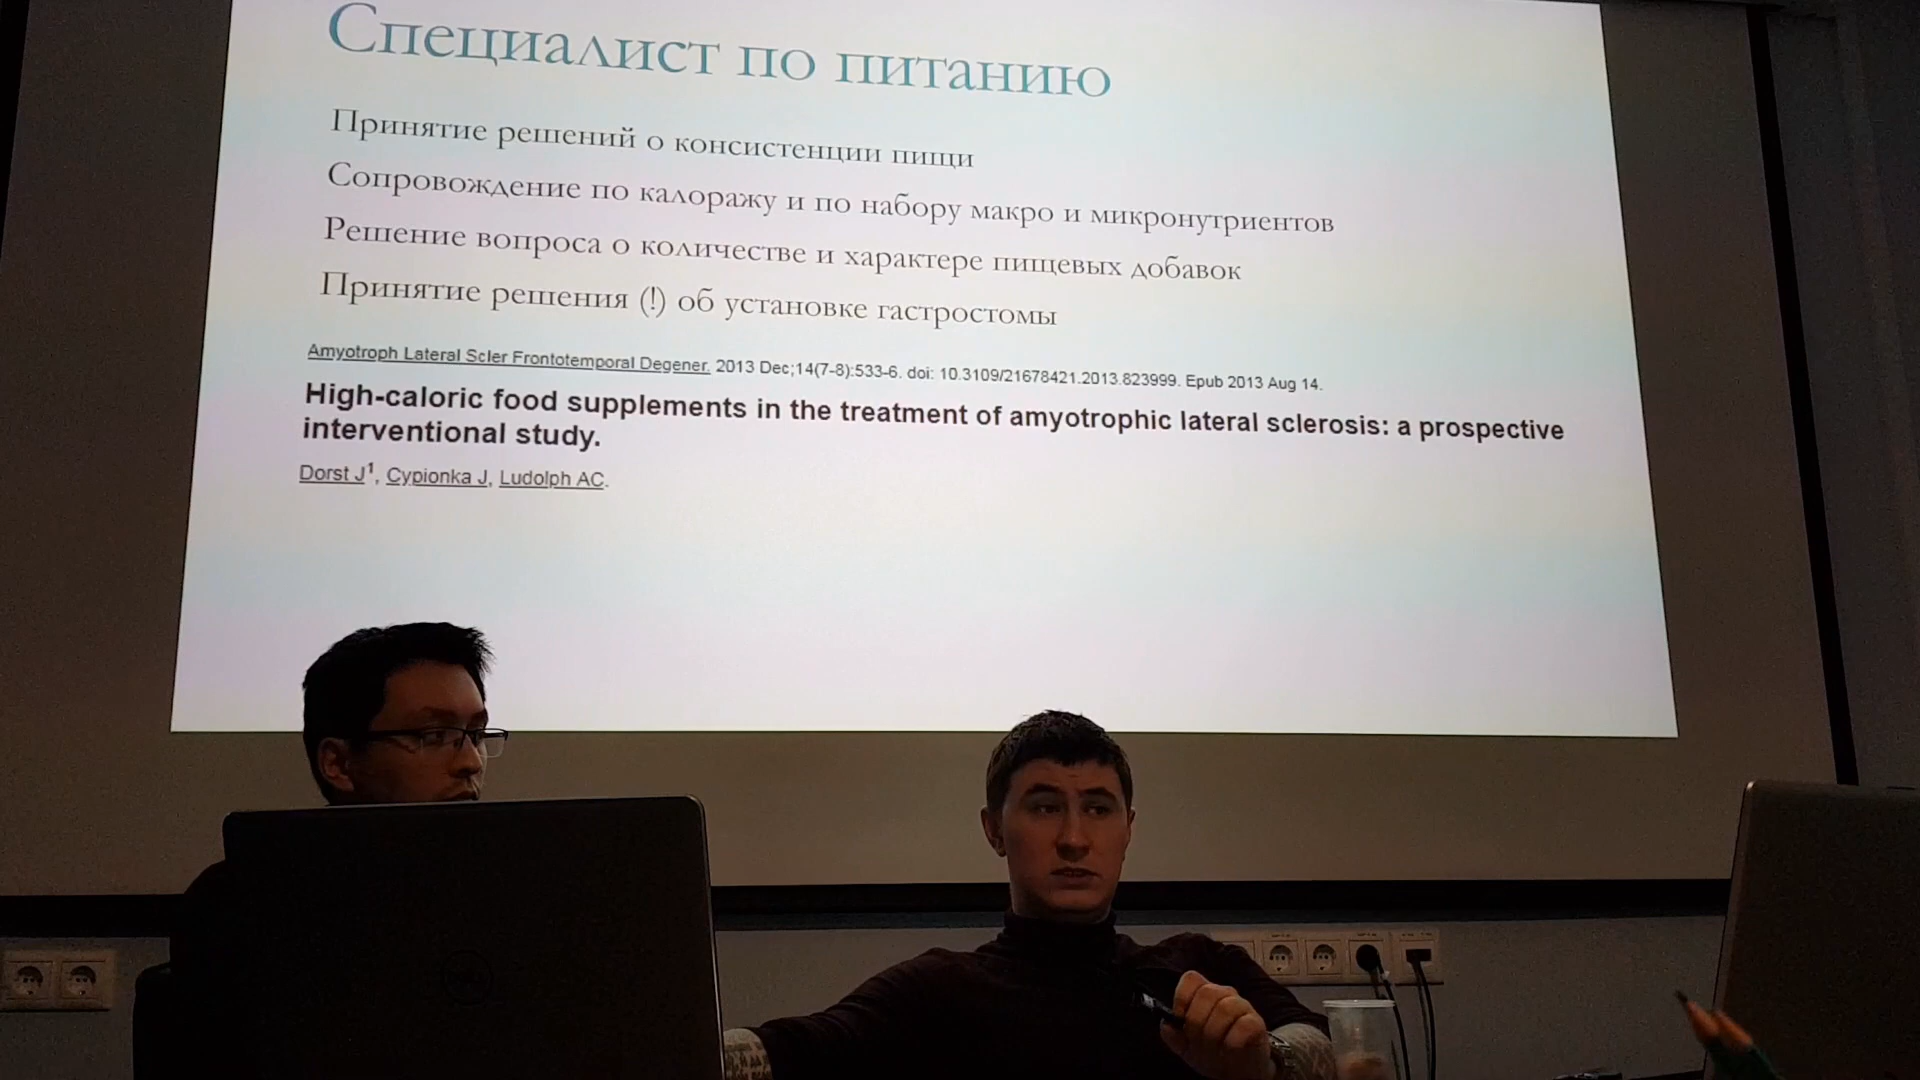 Специалист по питанию
Принятие решений о консистенции пищи
Сопровождение по калоражу и по набору макро и микронутриентов
Решение вопроса о количестве и характере пищевых добавок
Принятие решения (!) об установке гастростомы
Amyotroph Lateral Scler Frontotemporal Degener. 2013 Dec;14(7-8):533-6. doi: 10.3109/21678421.2013.823999. Epub 2013 Aug 14.
High-caloric food supplements in the treatment of amyotrophic lateral sclerosis: a prospective
interventional study.
Dorst J1, Cypionka J, Ludolph AC.